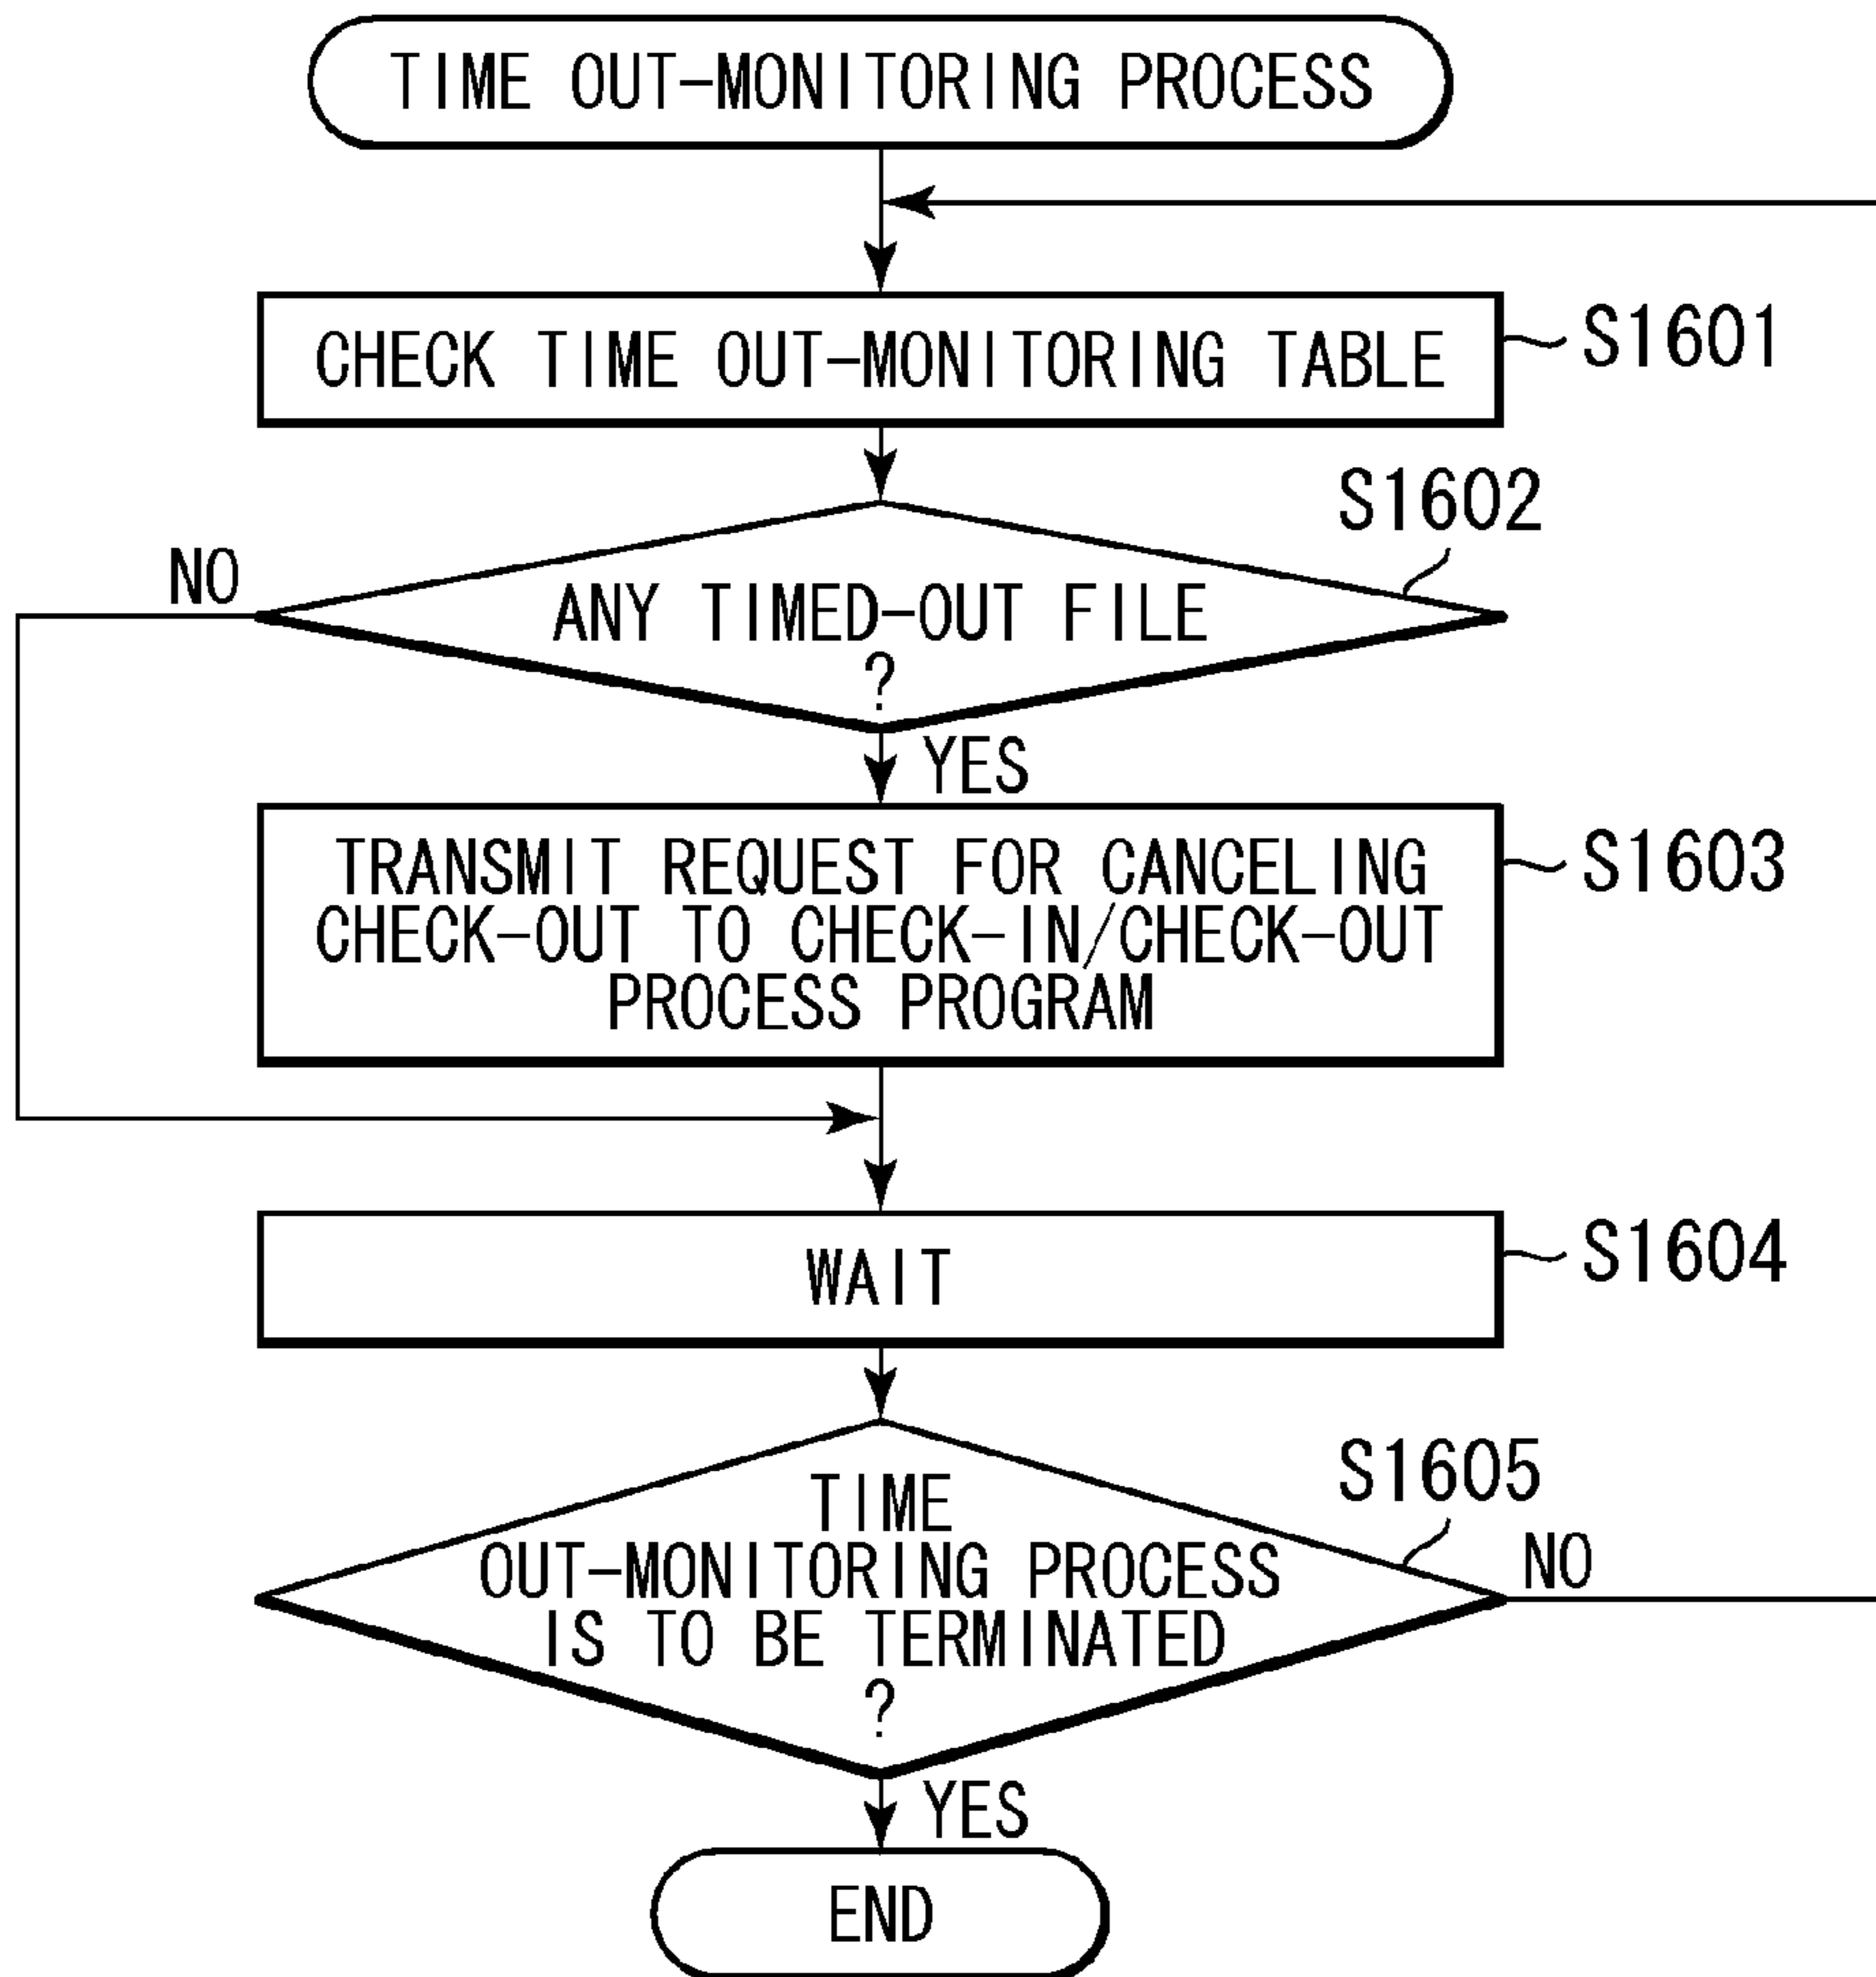 TIME OUT-MONITORING PROCESS
CHECK TIME OUT-MONITORING TABLE
S1601
S1602
NO
ANY TIMED-OUT FILE
?
YES
TRANSMIT REQUEST FOR CANCELING
CHECK-OUT TO CHECK-IN/CHECK-OUT
PROCESS PROGRAM
S1603
WAIT
S1604
S1605
TIME
OUT-MONITORING PROCESS
IS TO BE TERMINATED
?
NO
YES
END